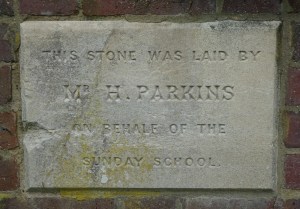 THIS STONE WAS LAID BY
Mr H. PARKINS
ON BEHALF OF THE
SUNDAY SCHOOL.